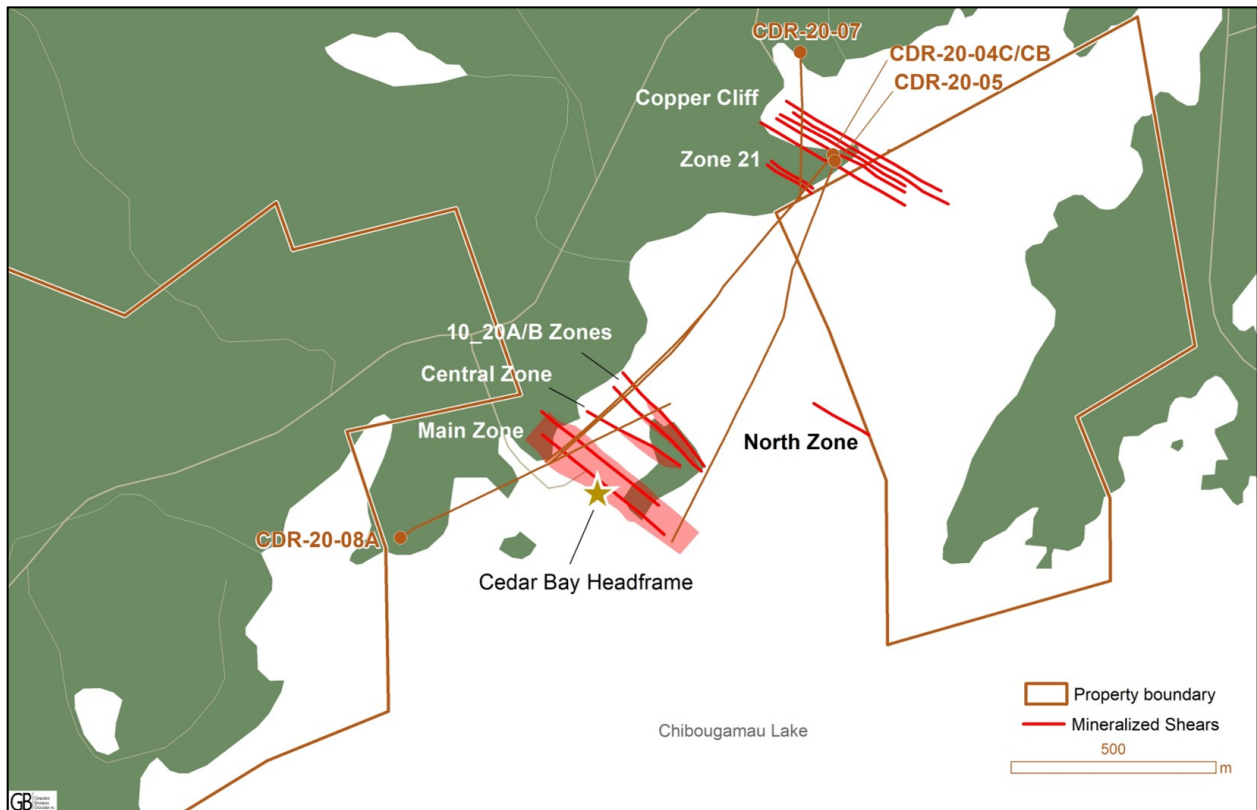 CDR-20-07
CDR-20-04C/CB
CDR-20-05
Copper Cliff
Zone 21
10_20A/B Zones
Central Zone
Main Zone
North Zone
CDR-20-08A
Cedar Bay Headframe
Property boundary
Mineralized Shears
Chibougamau Lake
500
m
GB